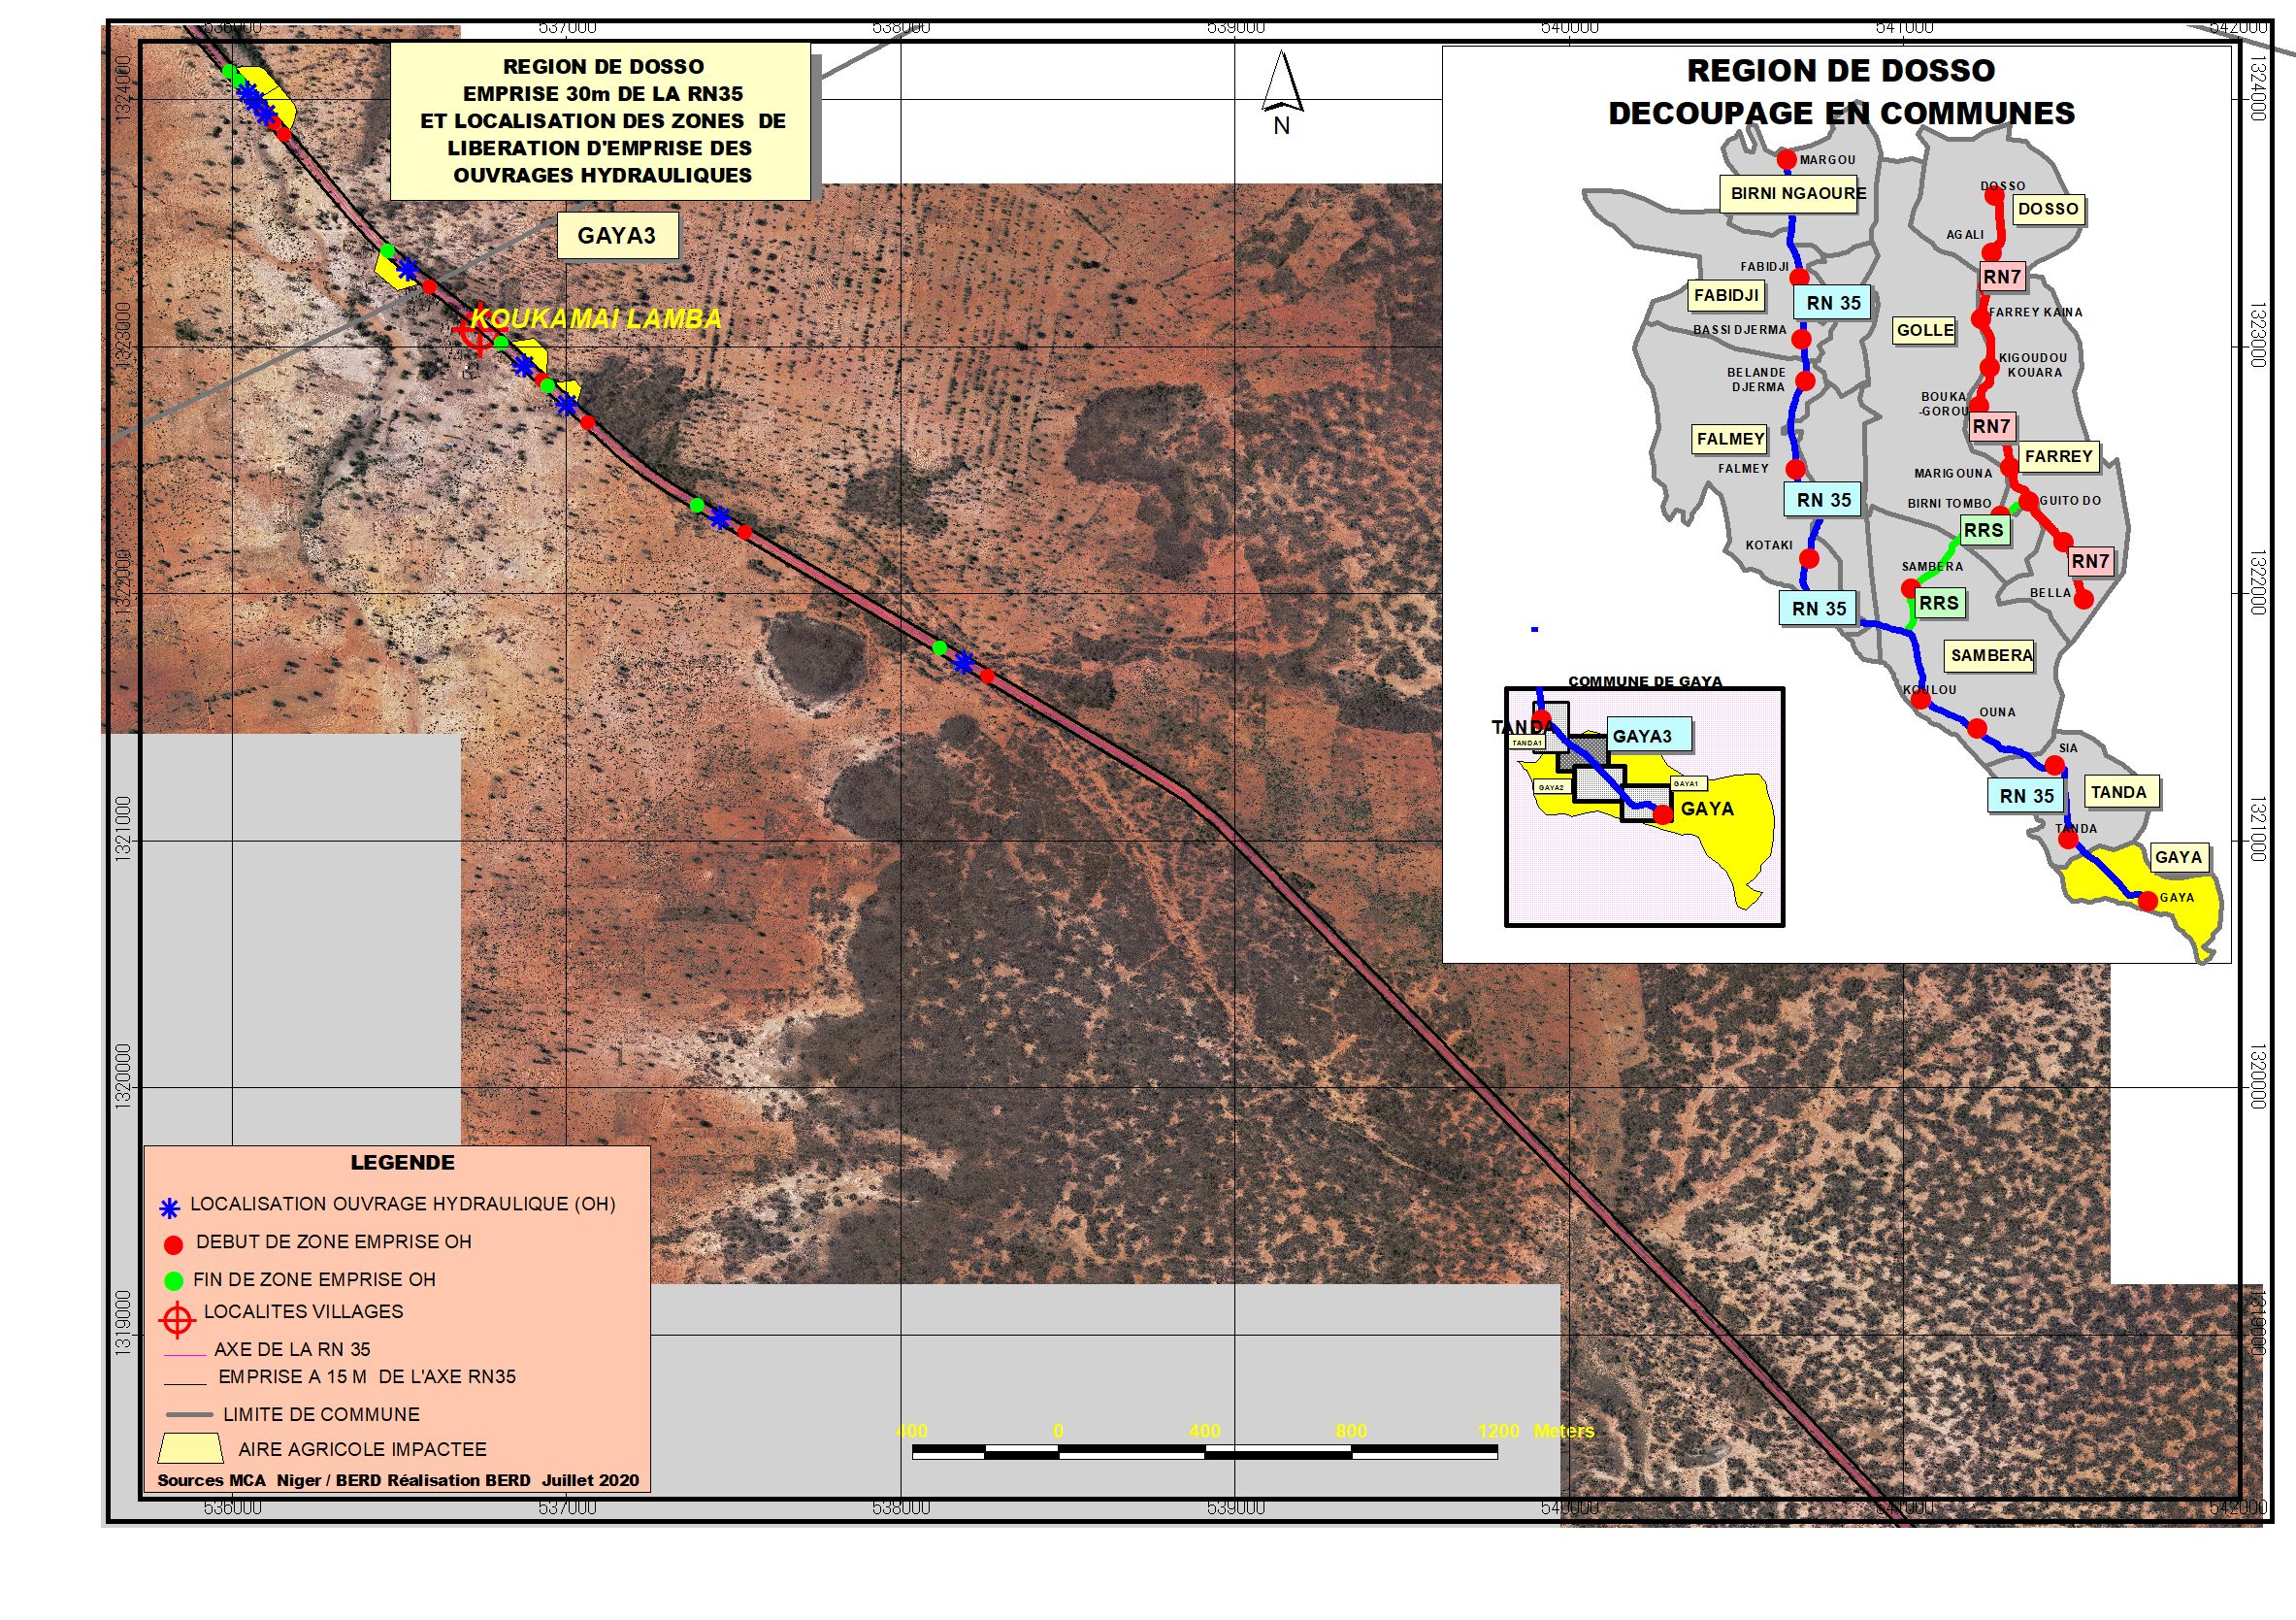 536000
537000
538000
539000
540000
541000
542000
REGION DE DOSSO
EMPRISE 30m DE LA RN35
ET LOCALISATION DES ZONES DE
LIBERATION D'EMPRISE DES
OUVRAGES HYDRAULIQUES
GAYA3
KOUKAMAI LAMBA
N
REGION DE DOSSO
DECOUPAGE EN COMMUNES
MARGOU
BIRNI NGAOURE
DOSSO
DOSSO
AGALI
RN7
FABIDJI
FABIDJI
RN 35
FARREY KAINA
GOLLE
BASSI DJERMA
KIGOUDOU
KOUARA
BELANDE
DJERMA
BOUKA
-GOROU
RN7
FALMEY
FALMEY
FARREY
MARIGOUNA
RN 35
BIRNI TOMBO
GUITO DO
RRS
KOTAKI
RN7
SAMBERA
BELLA
RN 35
RRS
SAMBERA
KOULOU
OUNA
SIA
RN 35
TANDA
TANDA
GAYA
GAYA
COMMUNE DE GAYA
TANDA
TANDA1
GAYA3
GAYA2
GAYA1
GAYA
1324000
1323000
1322000
1321000
1320000
1319000
1324000
1323000
1322000
1321000
1320000
1319000
LEGENDE
LOCALISATION OUVRAGE HYDRAULIQUE (OH)
DEBUT DE ZONE EMPRISE OH
FIN DE ZONE EMPRISE OH
LOCALITES VILLAGES
AXE DE LA RN 35
EMPRISE A 15 M DE L'AXE RN35
LIMITE DE COMMUNE
AIRE AGRICOLE IMPACTEE
Sources MCA Niger / BERD Réalisation BERD Juillet 2020
400 0 400 800 1200 Meters
536000
537000
538000
539000
540000
541000
542000